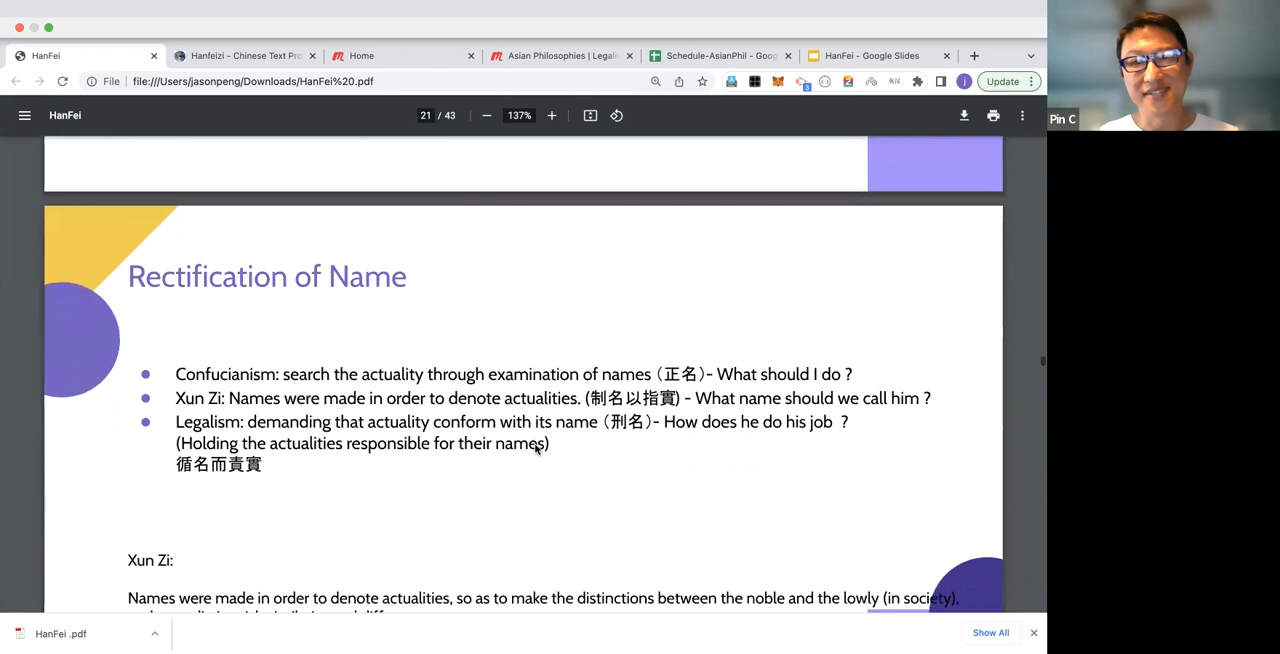 HanFei
Hanfeizi - Chinese Text Pro
Home
Asian Philosophies | Legali
Schedule-AsianPhil - Goog
HanFei - Google Slides
File
file:///Users/jasonpeng/Downloads/HanFei%20.pdf
3
j
Update
HanFei
21 / 43
137%
Pin C
Rectification of Name
Confucianism: search the actuality through examination of names (正名)- What should I do ?
Xun Zi: Names were made in order to denote actualities. (制名以指實) - What name should we call him ?
Legalism: demanding that actuality conform with its name (刑名)- How does he do his job ?
(Holding the actualities responsible for their names)
循名而責實
Xun Zi:
Names were made in order to denote actualities, so as to make the distinctions between the noble and the lowly (in society),
HanFei .pdf
Show All